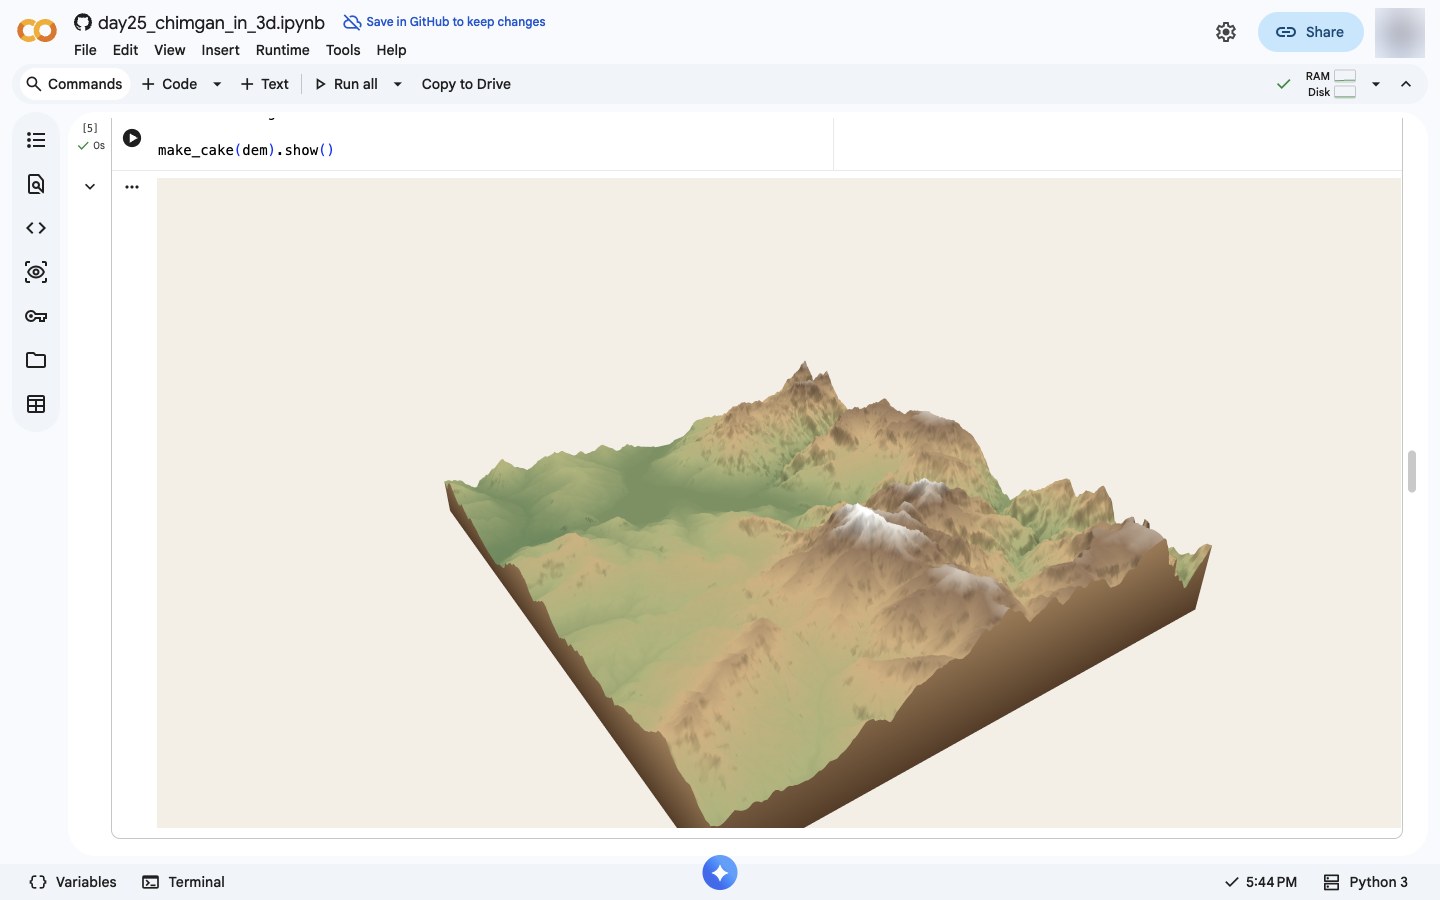 day25_chimgan_in_3d.ipynb
Save in GitHub to keep changes
Share
File Edit View Insert Runtime Tools Help
Commands + Code + Text Run all Copy to Drive
RAM
Disk
[5]
0s
make_cake(dem).show()
Variables Terminal
5:44 PM Python 3